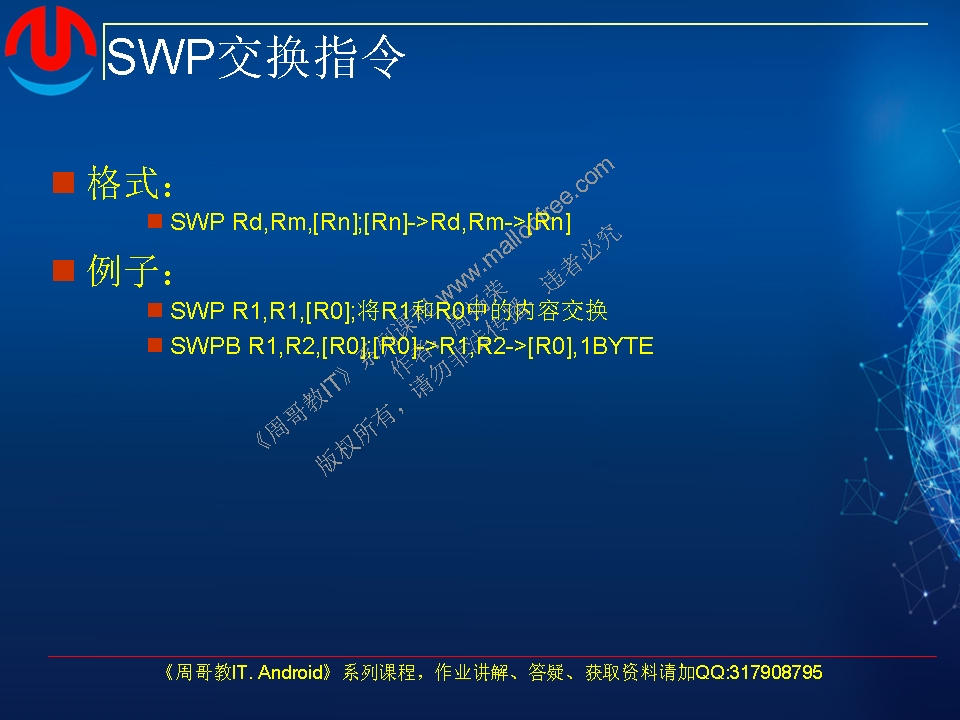 SWP交换指令
格式：
SWP Rd,Rm,[Rn];[Rn]->Rd,Rm->[Rn]
例子：
SWP R1,R1,[R0];将R1和R0中的内容交换
SWPB R1,R2,[R0];[R0]->R1,R2->[R0],1BYTE
《周哥教IT》系列课程 www.mallocfree.com
作者：周荣
版权所有，请勿非法传播 违者必究
《周哥教IT. Android》系列课程，作业讲解、答疑、获取资料请加QQ:317908795